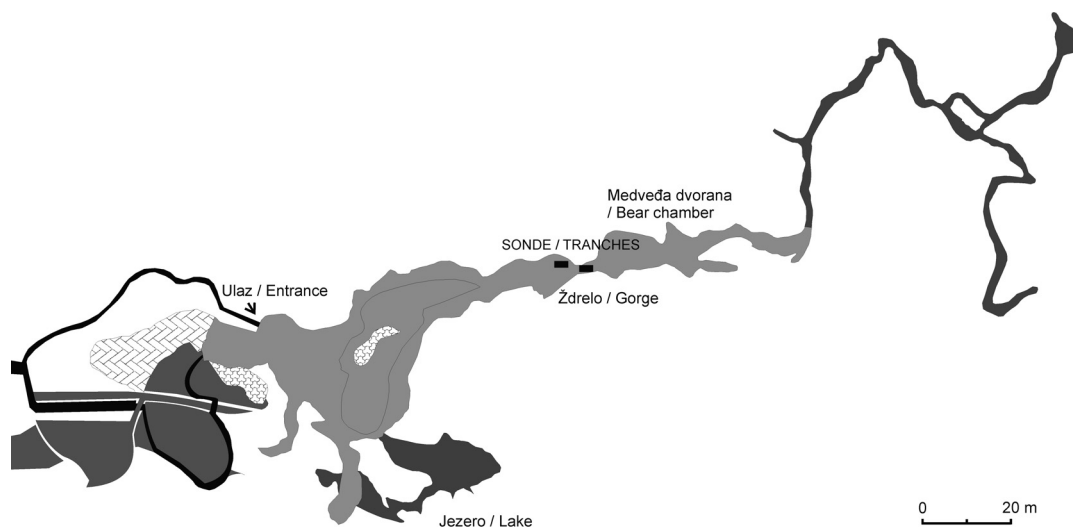 Medveđa dvorana
/ Bear chamber
SONDE / TRANCHES
Ulaz / Entrance
Ždrelo / Gorge
0 20 m
Jezero / Lake